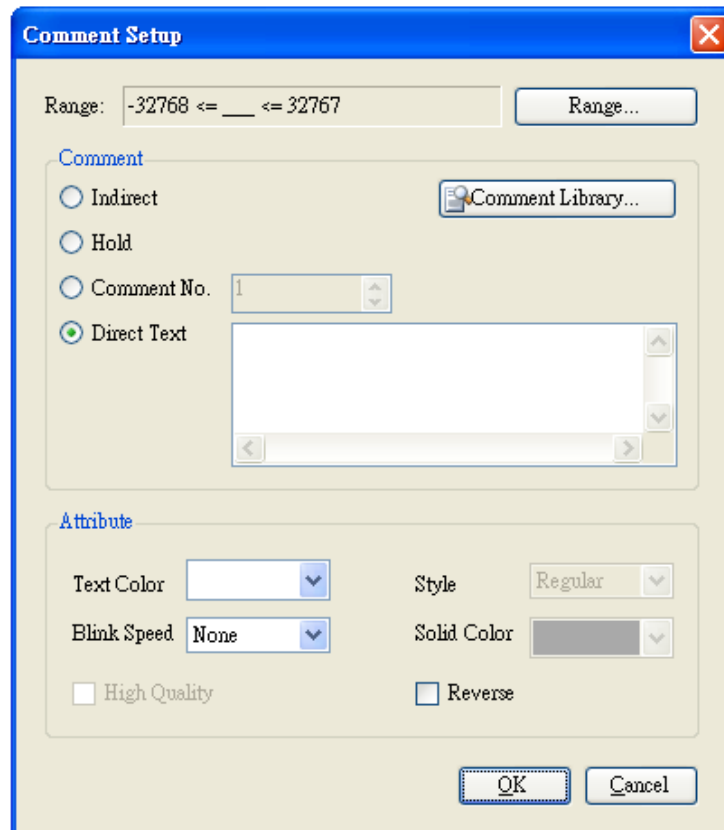 Comment Setup
Range: -32768 <= ___ <= 32767 Range...
Comment
Indirect Comment Library...
Hold
Comment No. 1
Direct Text
Attribute
Text Color Style Regular
Blink Speed None Solid Color
High Quality Reverse
OK Cancel